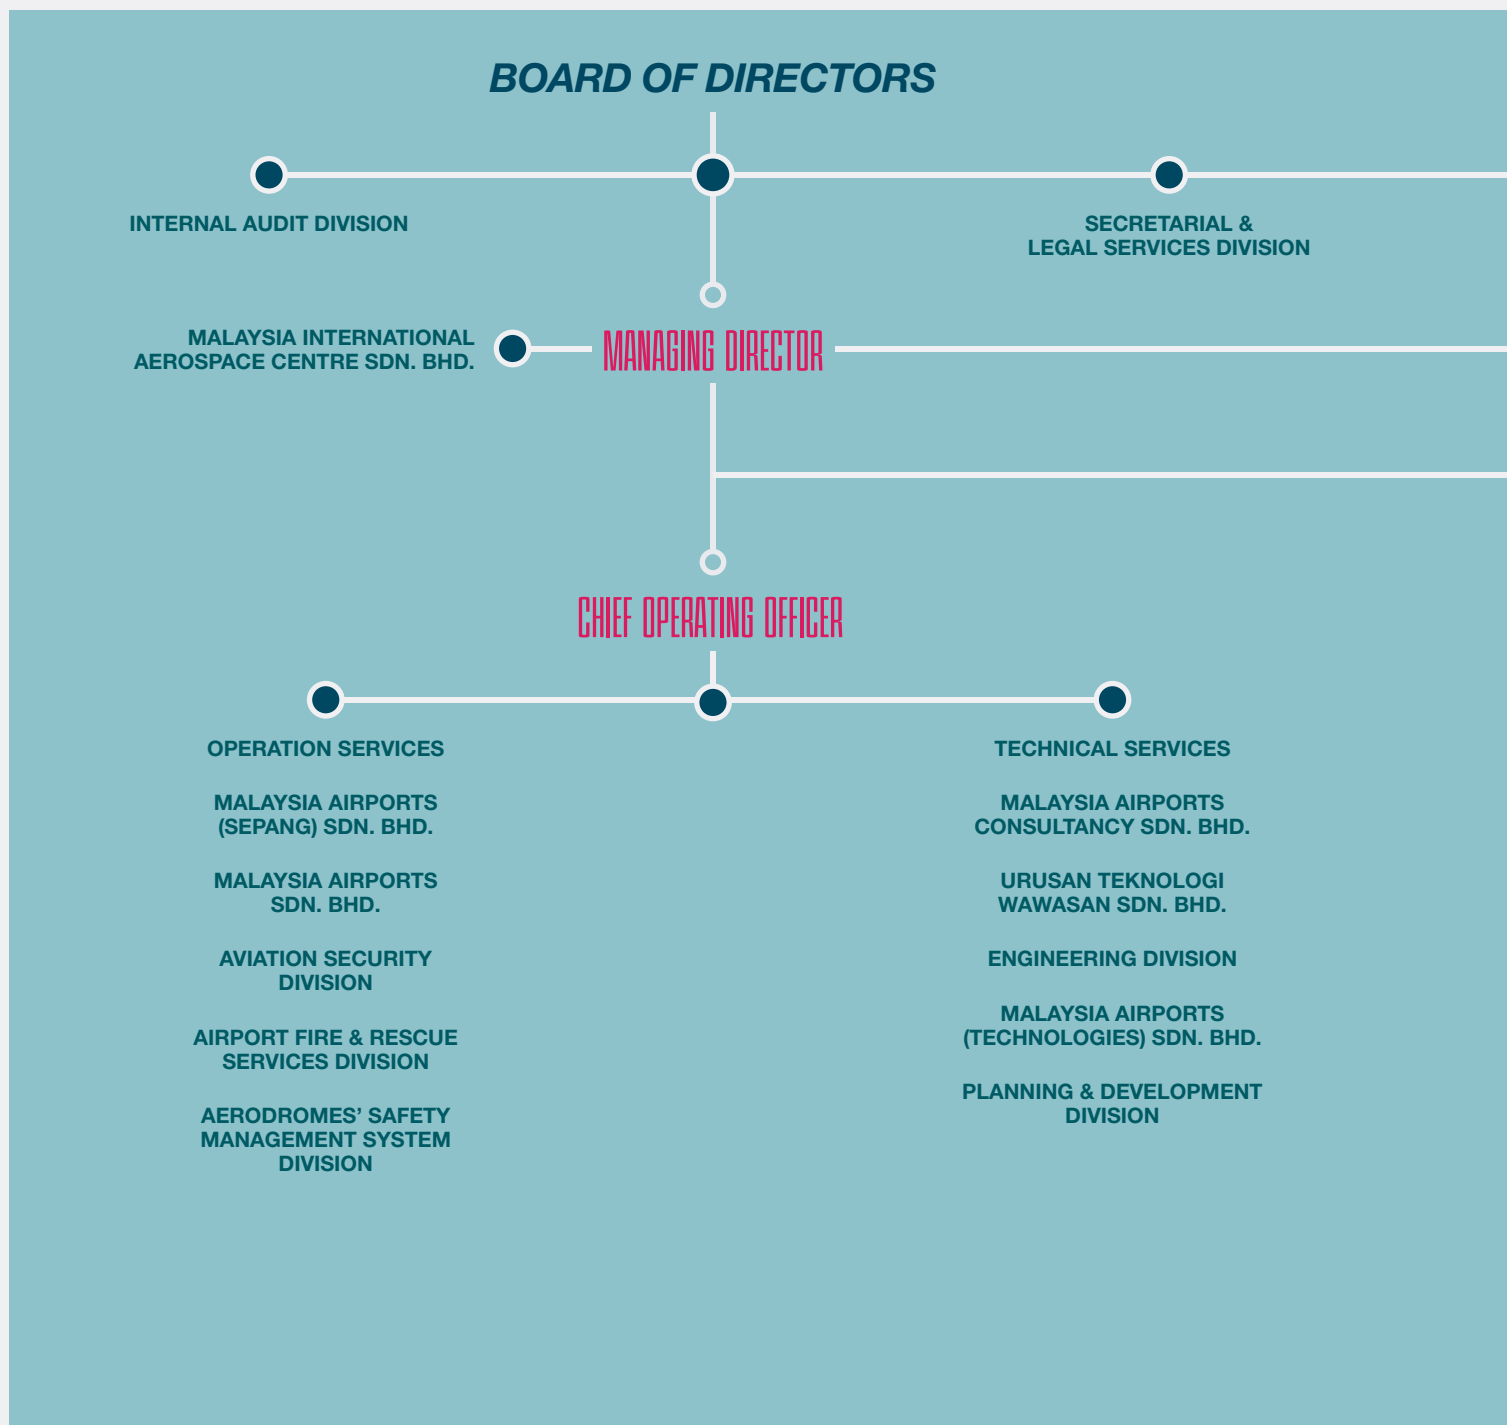 BOARD OF DIRECTORS
INTERNAL AUDIT DIVISION
SECRETARIAL &
LEGAL SERVICES DIVISION
MALAYSIA INTERNATIONAL
AEROSPACE CENTRE SDN. BHD.
MANAGING DIRECTOR
CHIEF OPERATING OFFICER
OPERATION SERVICES
MALAYSIA AIRPORTS
(SEPANG) SDN. BHD.
MALAYSIA AIRPORTS
SDN. BHD.
AVIATION SECURITY
DIVISION
AIRPORT FIRE & RESCUE
SERVICES DIVISION
AERODROMES’ SAFETY
MANAGEMENT SYSTEM
DIVISION
TECHNICAL SERVICES
MALAYSIA AIRPORTS
CONSULTANCY SDN. BHD.
URUSAN TEKNOLOGI
WAWASAN SDN. BHD.
ENGINEERING DIVISION
MALAYSIA AIRPORTS
(TECHNOLOGIES) SDN. BHD.
PLANNING & DEVELOPMENT
DIVISION